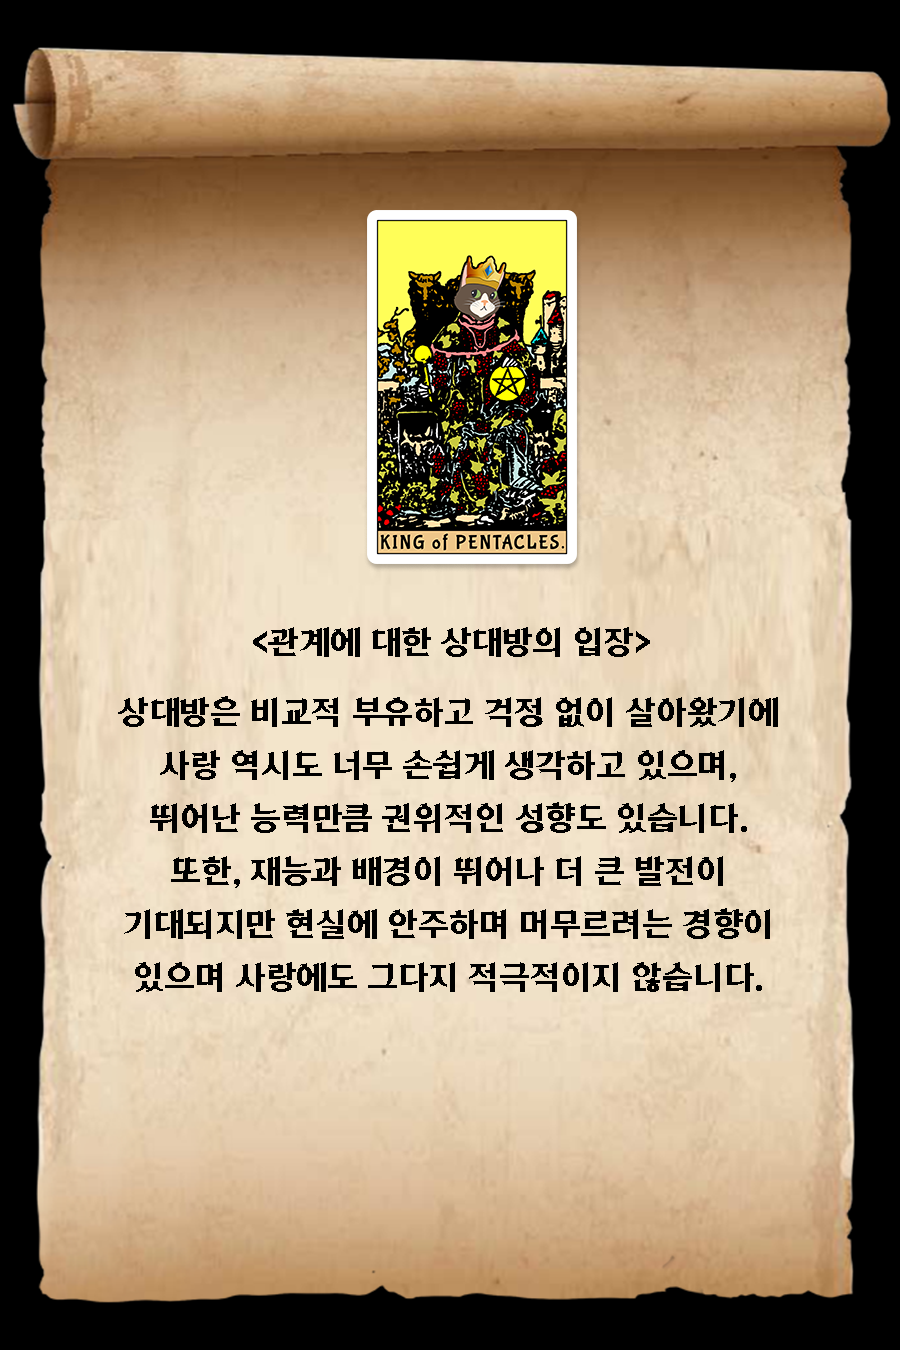 KING of PENTACLES.
<관계에 대한 상대방의 입장>
상대방은 비교적 부유하고 걱정 없이 살아왔기에
사랑 역시도 너무 손쉽게 생각하고 있으며,
뛰어난 능력만큼 권위적인 성향도 있습니다.
또한, 재능과 배경이 뛰어나 더 큰 발전이
기대되지만 현실에 안주하며 머무르려는 경향이
있으며 사랑에도 그다지 적극적이지 않습니다.